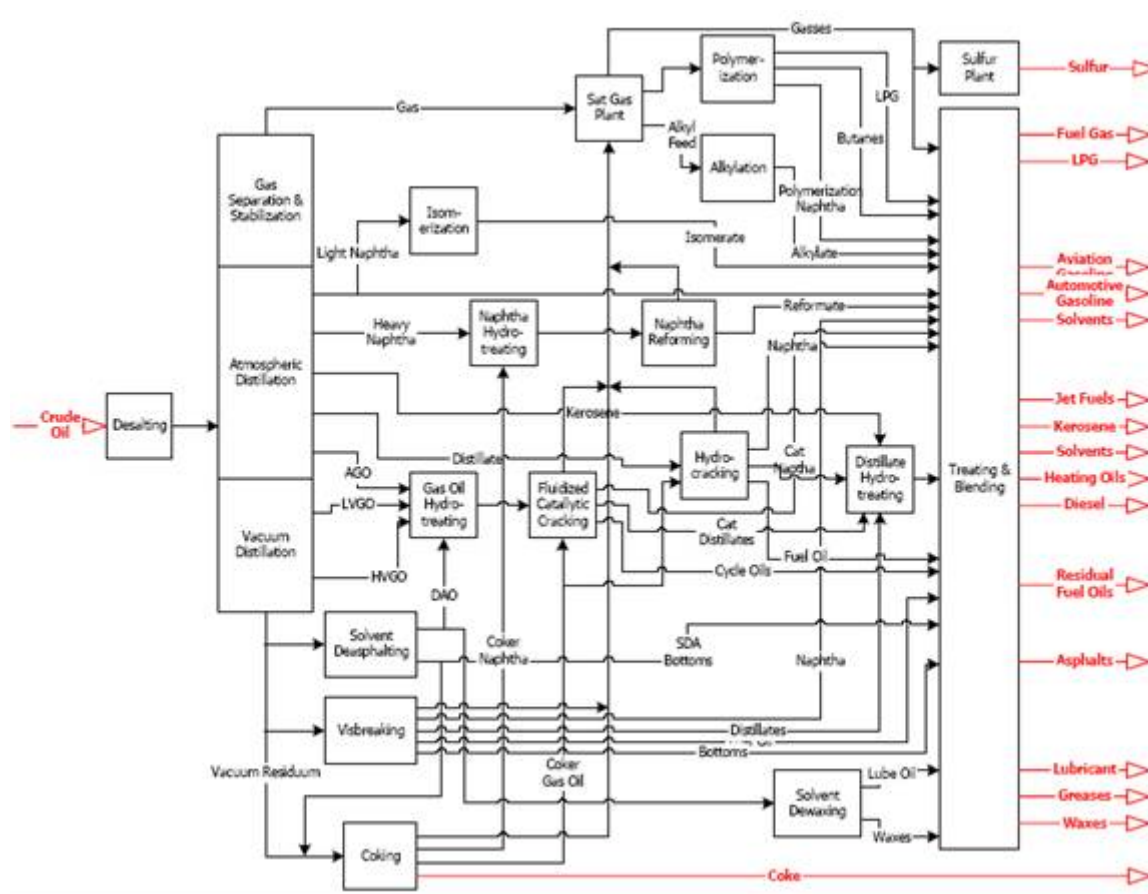 Gasses
Polymer-
ization
Sulfur
Plant
Sulfur
Sat Gas
Plant
LPG
Gas
Alkyl
Feed
Butanes
Fuel Gas
LPG
Alkylation
Gas
Separation &
Stabilization
Isom-
erization
Polymerization
Naphtha
Isomerate
Light Naphtha
Alkylate
Aviation
Automotive
Gasoline
Solvents
Heavy
Naphtha
Naphtha
Hydro-
treating
Naphtha
Reforming
Reformate
Naphtha
Atmospheric
Distillation
Crude
Oil
Desalting
Kerosene
Jet Fuels
Kerosene
Solvents
Heating Oils
Diesel
Distillate
Hydro-
cracking
Cat
Naptha
Distillate
Hydro-
treating
Treating &
Blending
AGO
LVGO
HVGO
Gas Oil
Hydro-
treating
Fluidized
Catalytic
Cracking
Cat
Distillates
Vacuum
Distillation
Fuel Oil
Cycle Oils
Residual
Fuel Oils
DAO
Solvent
Deasphalting
Coker
Naphtha
SDA
Bottoms
Naphtha
Asphalts
Visbreaking
Distillates
Bottoms
Vacuum Residuum
Coker
Gas Oil
Lube Oil
Solvent
Dewaxing
Waxes
Lubricant
Greases
Waxes
Coking
Coke